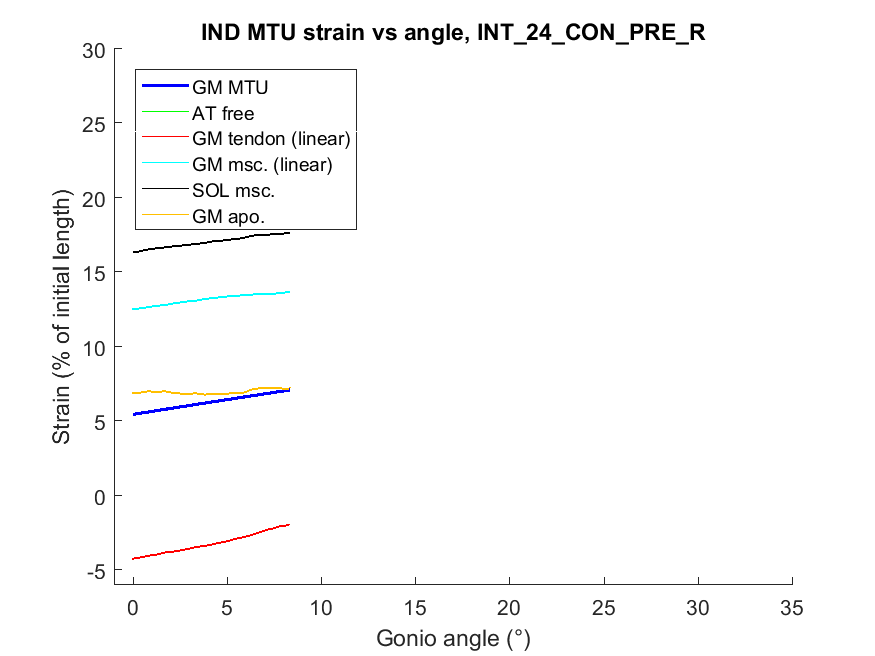 IND MTU strain vs angle, INT_24_CON_PRE_R
30
25
20
15
10
5
0
-5
Strain (% of initial length)
GM MTU
AT free
GM tendon (linear)
GM msc. (linear)
SOL msc.
GM apo.
0 5 10 15 20 25 30 35
Gonio angle (°)